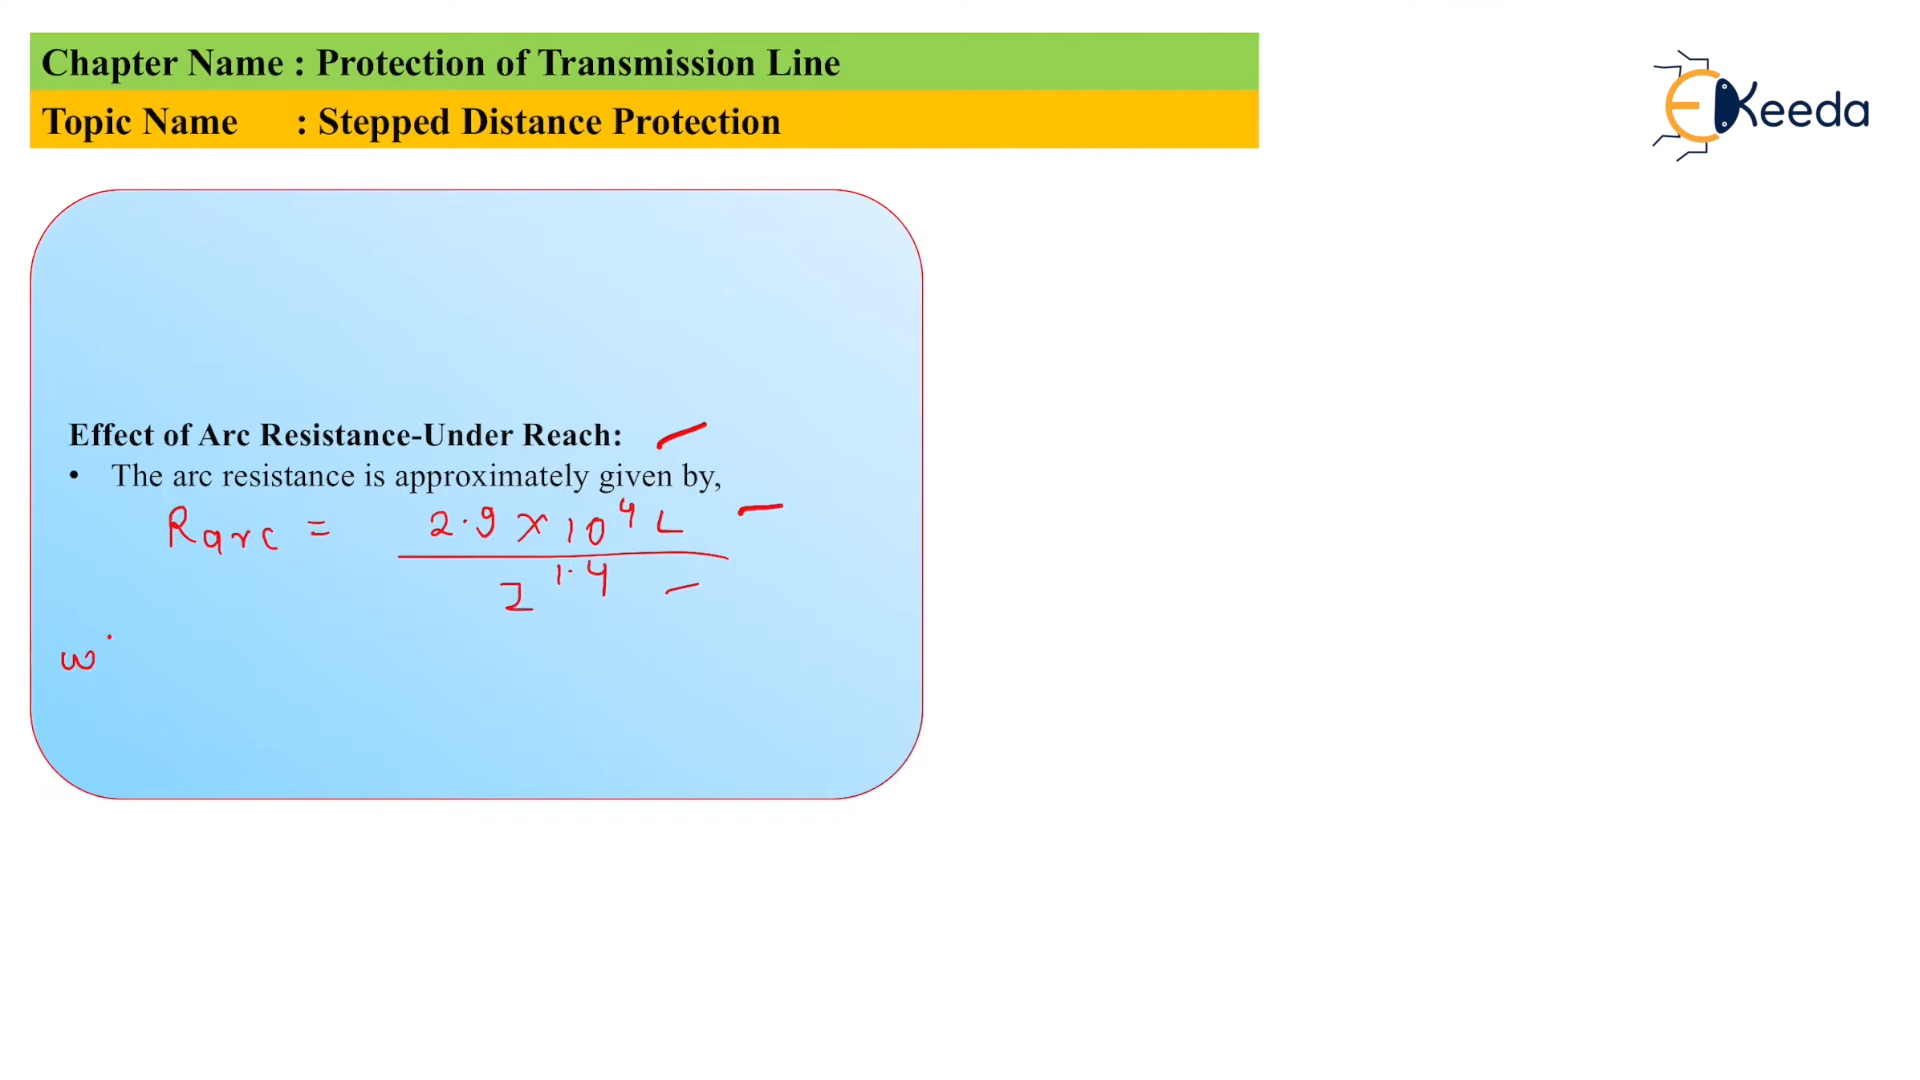 Chapter Name : Protection of Transmission Line
Topic Name : Stepped Distance Protection
EKeeda
Effect of Arc Resistance-Under Reach:
• The arc resistance is approximately given by,
Rarc = 2.9 × 10^4 L
I^1.4
w